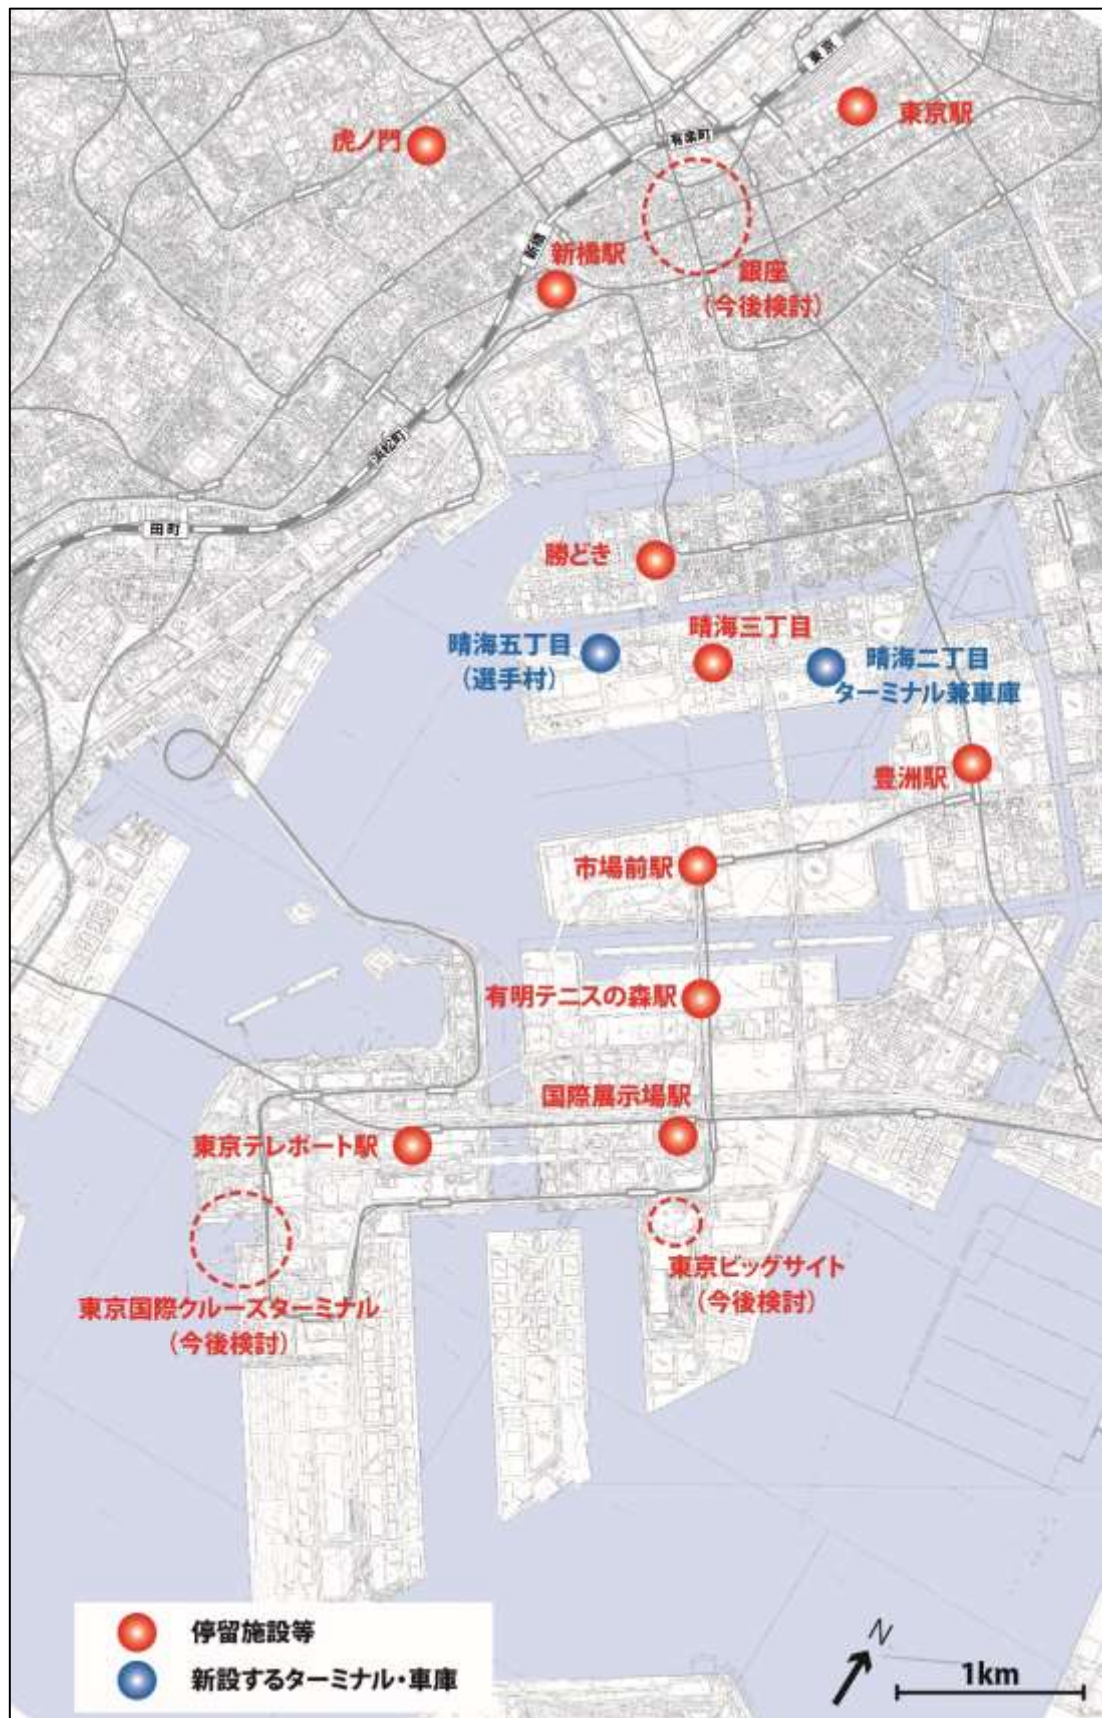 東京
東京駅
虎ノ門
有楽町
新橋
新橋駅
銀座
(今後検討)
浜松町
田町
勝どき
晴海五丁目
(選手村)
晴海三丁目
晴海二丁目
ターミナル兼車庫
豊洲駅
市場前駅
有明テニスの森駅
国際展示場駅
東京テレポート駅
東京ビッグサイト
(今後検討)
東京国際クルーズターミナル
(今後検討)
停留施設等
新設するターミナル・車庫
N
1km